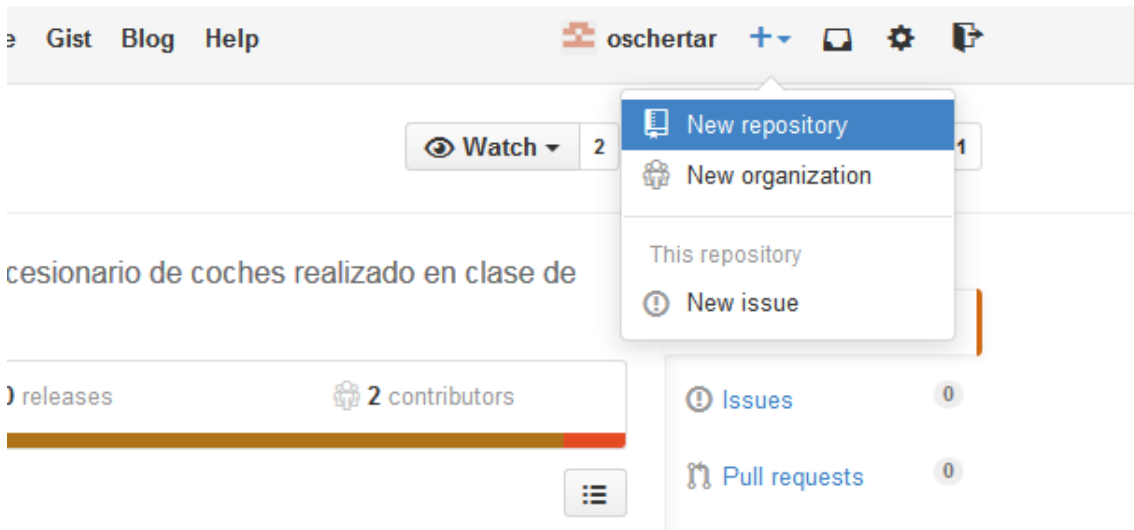 Gist Blog Help oschertar
Watch 2
New repository
1
New organization
This repository
New issue
cesionario de coches realizado en clase de
0 releases 2 contributors
Issues 0
Pull requests 0